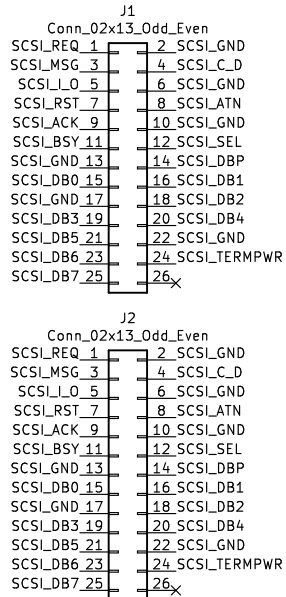 J1
Conn_02x13_Odd_Even
SCSI_REQ 1 2 SCSI_GND
SCSI_MSG 3 4 SCSI_C_D
SCSI_I_O 5 6 SCSI_GND
SCSI_RST 7 8 SCSI_ATN
SCSI_ACK 9 10 SCSI_GND
SCSI_BSY 11 12 SCSI_SEL
SCSI_GND 13 14 SCSI_DBP
SCSI_DB0 15 16 SCSI_DB1
SCSI_GND 17 18 SCSI_DB2
SCSI_DB3 19 20 SCSI_DB4
SCSI_DB5 21 22 SCSI_GND
SCSI_DB6 23 24 SCSI_TERMPWR
SCSI_DB7 25 26
J2
Conn_02x13_Odd_Even
SCSI_REQ 1 2 SCSI_GND
SCSI_MSG 3 4 SCSI_C_D
SCSI_I_O 5 6 SCSI_GND
SCSI_RST 7 8 SCSI_ATN
SCSI_ACK 9 10 SCSI_GND
SCSI_BSY 11 12 SCSI_SEL
SCSI_GND 13 14 SCSI_DBP
SCSI_DB0 15 16 SCSI_DB1
SCSI_GND 17 18 SCSI_DB2
SCSI_DB3 19 20 SCSI_DB4
SCSI_DB5 21 22 SCSI_GND
SCSI_DB6 23 24 SCSI_TERMPWR
SCSI_DB7 25 26